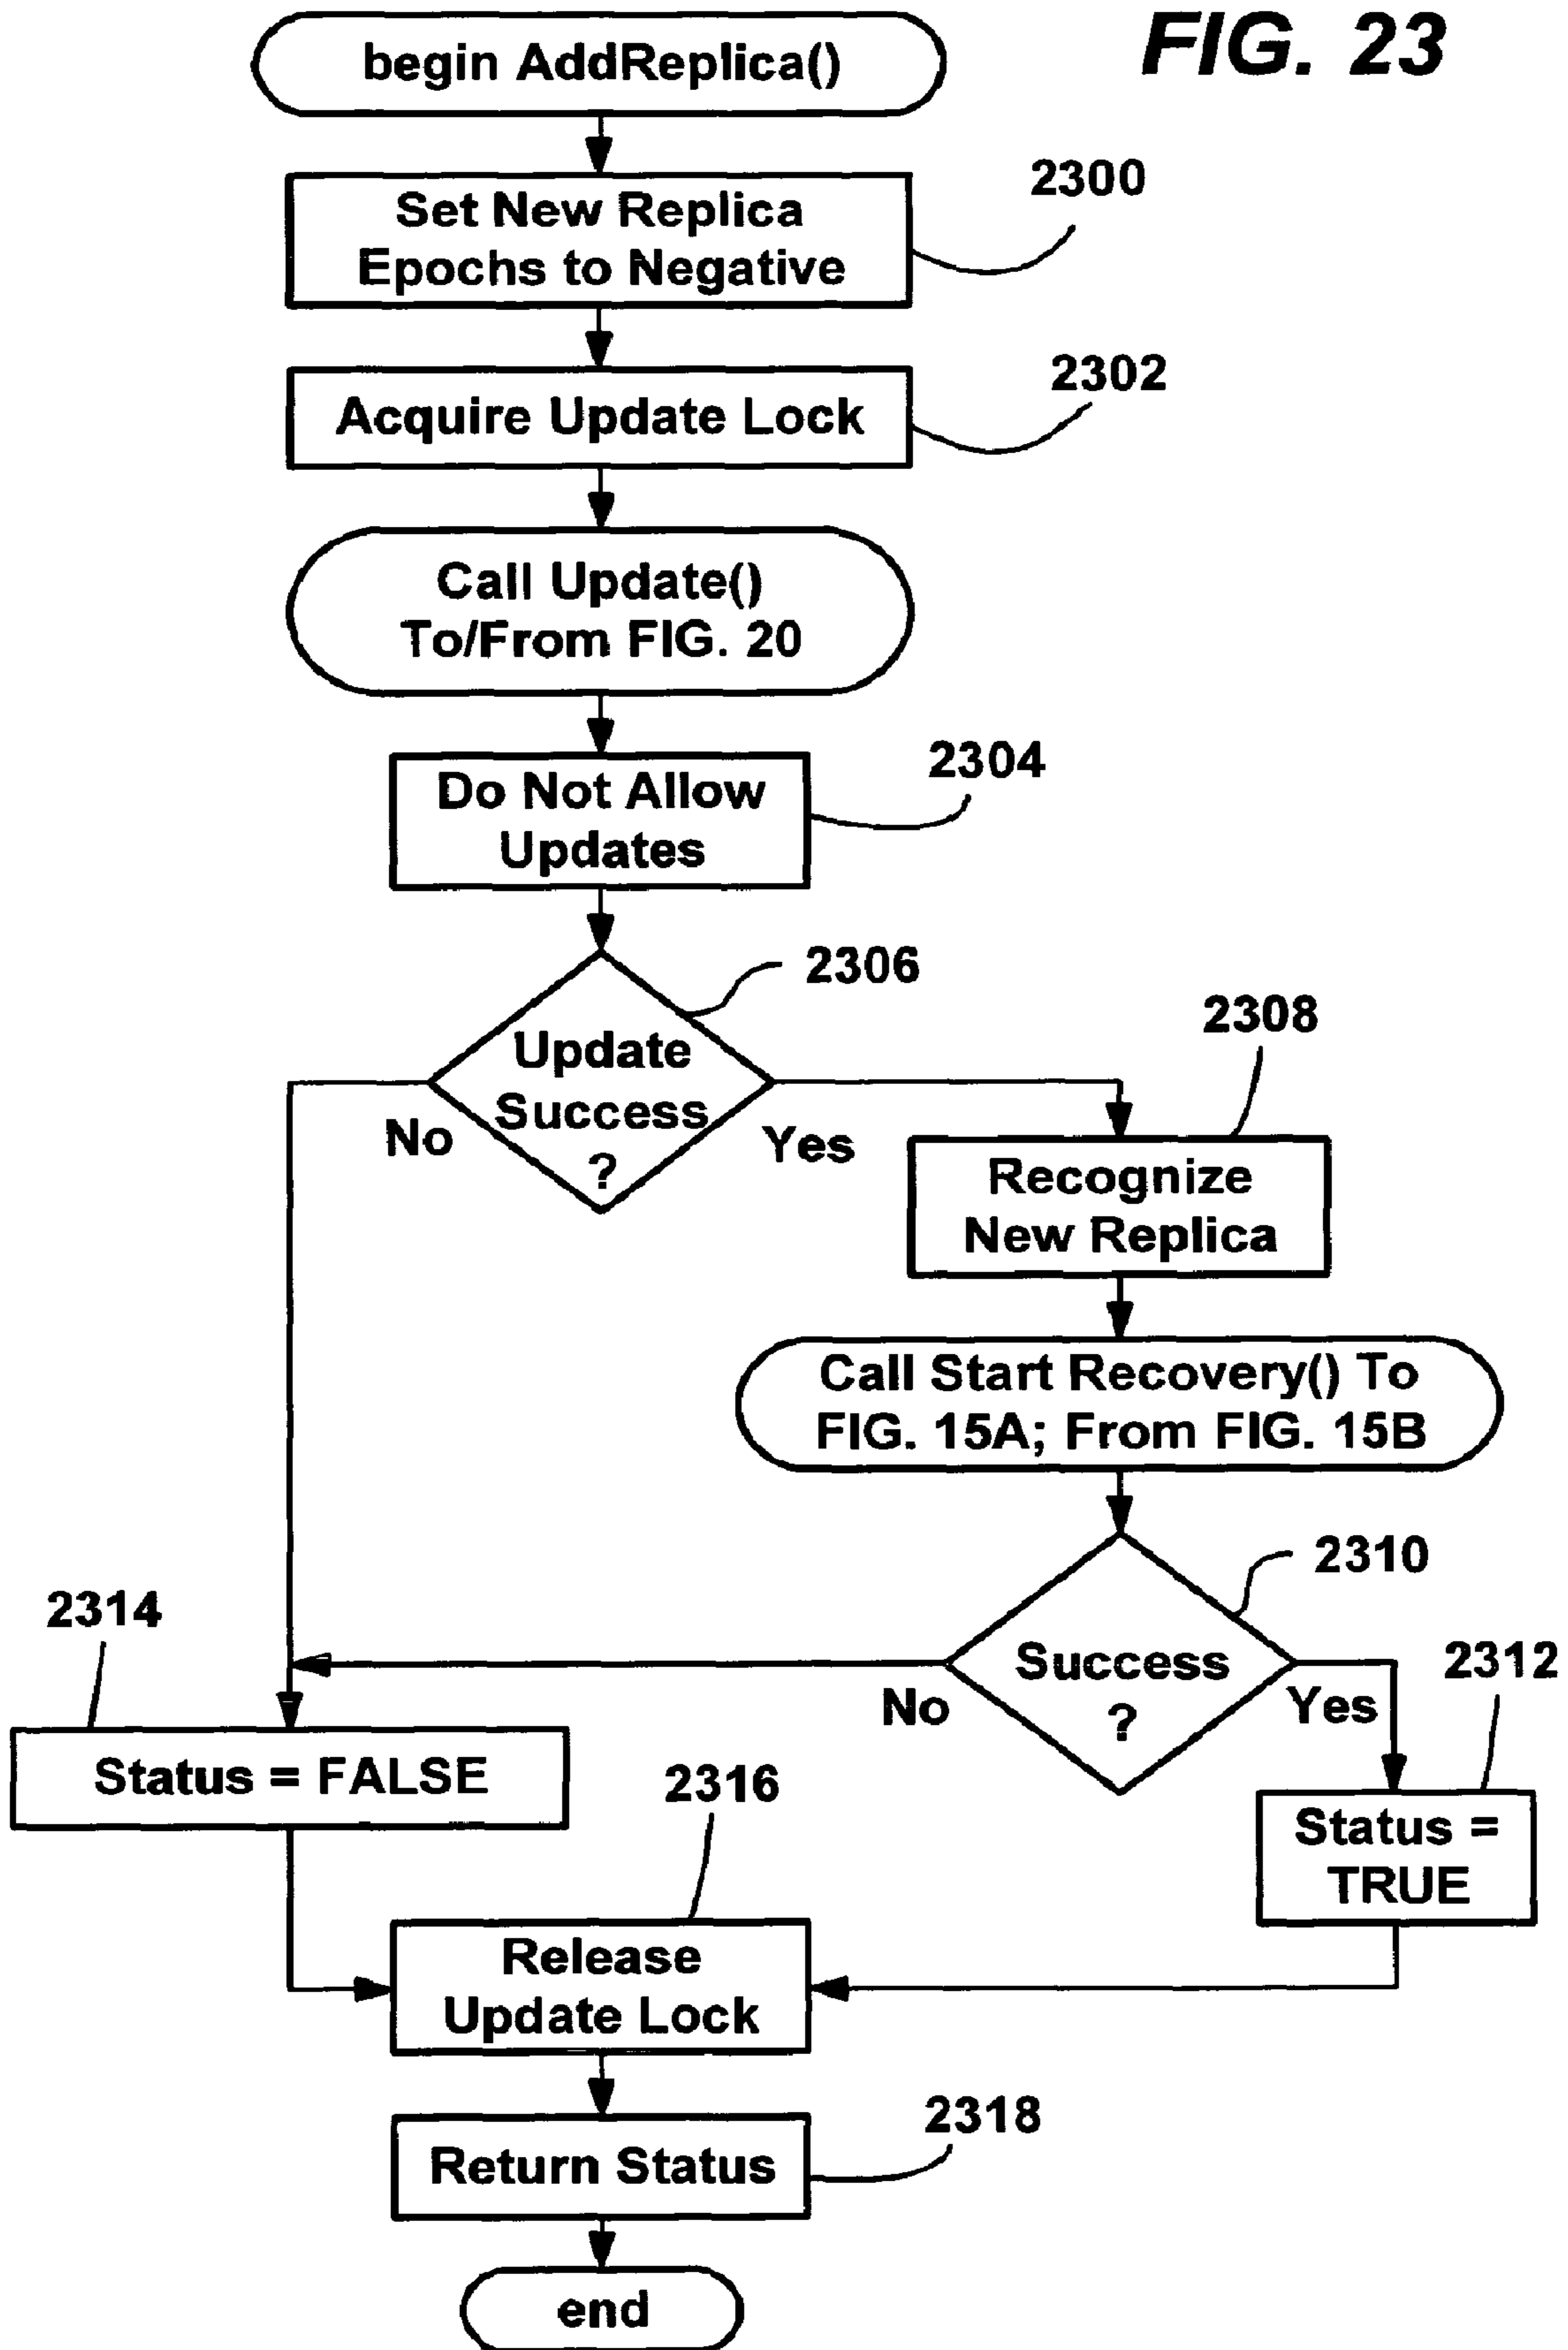 FIG. 23
begin AddReplica()
2300
Set New Replica
Epochs to Negative
2302
Acquire Update Lock
Call Update()
To/From FIG. 20
2304
Do Not Allow
Updates
2306
Update
Success
?
No
Yes
2308
Recognize
New Replica
Call Start Recovery() To
FIG. 15A; From FIG. 15B
2310
Success
?
No
Yes
2312
Status =
TRUE
2314
Status = FALSE
2316
Release
Update Lock
2318
Return Status
end